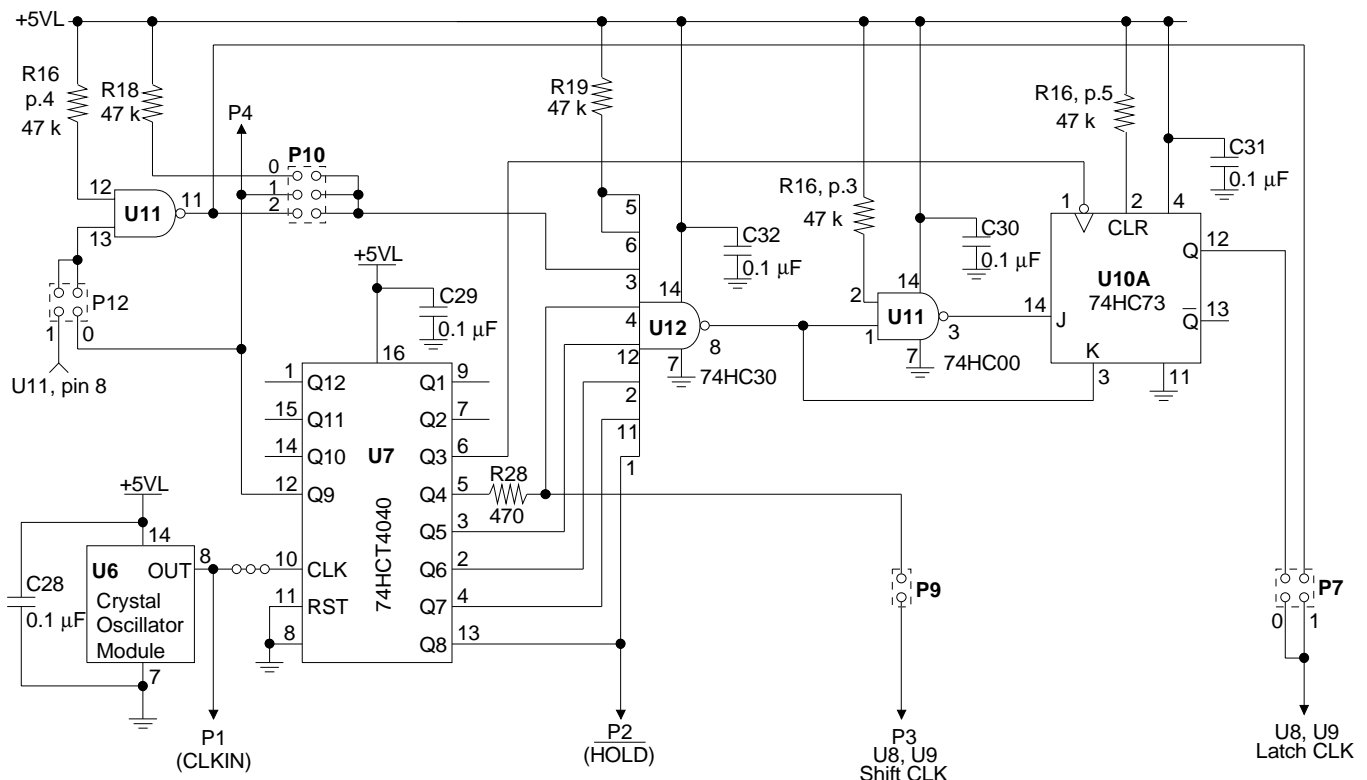 +5VL
R16
p.4
47 k
R18
47 k
P4
P10
0
1
2
12
13
11
U11
P12
1
0
U11, pin 8
R19
47 k
R16, p.3
47 k
R16, p.5
47 k
C31
0.1 µF
C32
0.1 µF
C30
0.1 µF
5
6
3
4
12
2
11
1
14
U12
8
7
74HC30
14
2
1
U11
3
7
74HC00
1
2
4
CLR
Q
12
U10A
74HC73
14
J
Q
13
K
3
11
+5VL
C29
0.1 µF
16
1
Q12
Q1
9
15
Q11
Q2
7
14
Q10
U7
Q3
6
12
Q9
Q4
5
R28
470
Q5
3
10
CLK
Q6
2
11
RST
Q7
4
8
Q8
13
74HCT4040
+5VL
14
U6
OUT
8
Crystal
Oscillator
Module
7
C28
0.1 µF
P9
P7
0
1
P1
(CLKIN)
P2
(HOLD)
P3
U8, U9
Shift CLK
U8, U9
Latch CLK